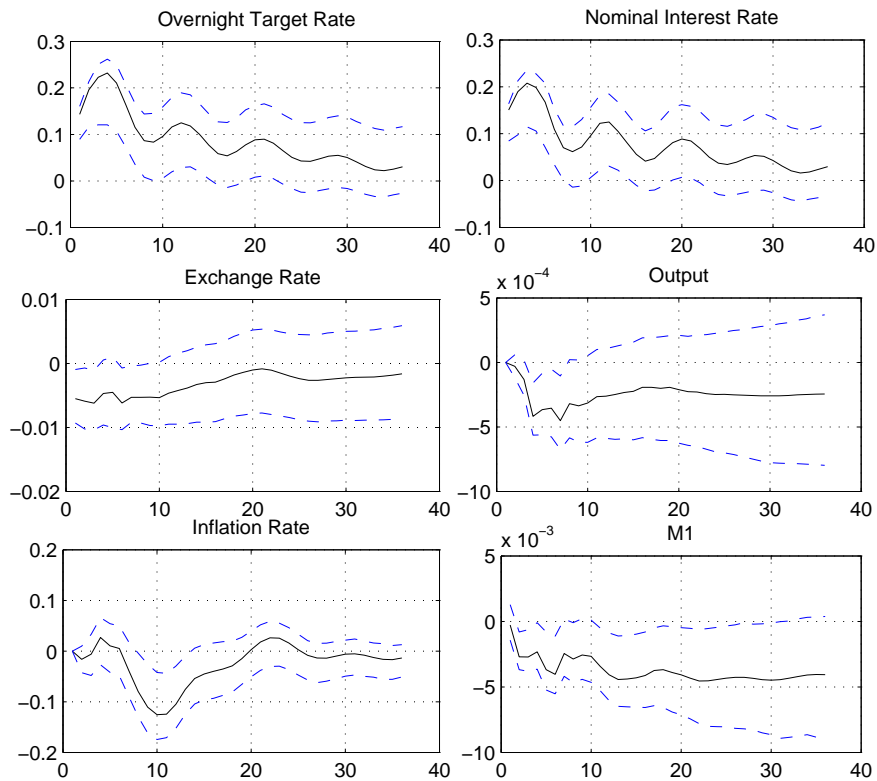 Overnight Target Rate
0.3
0.2
0.1
0
−0.1
0 10 20 30 40
Nominal Interest Rate
0.3
0.2
0.1
0
−0.1
0 10 20 30 40
Exchange Rate
0.01
0
−0.01
−0.02
0 10 20 30 40
Output
x 10−4
5
0
−5
−10
0 10 20 30 40
Inflation Rate
0.2
0.1
0
−0.1
−0.2
0 10 20 30 40
M1
x 10−3
5
0
−5
−10
0 10 20 30 40